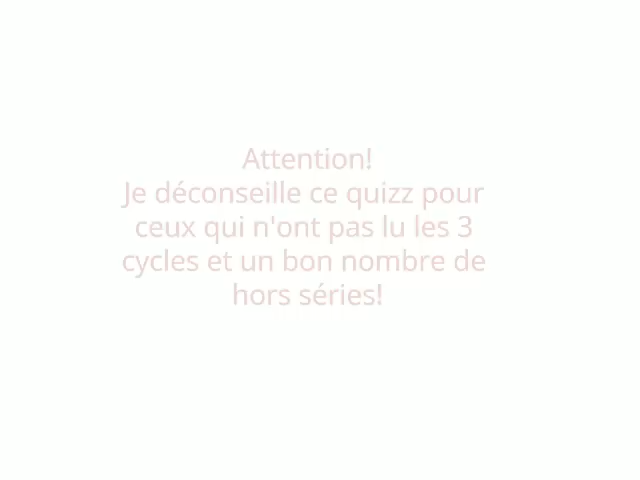 Attention!
Je déconseille ce quizz pour
ceux qui n'ont pas lu les 3
cycles et un bon nombre de
hors séries!